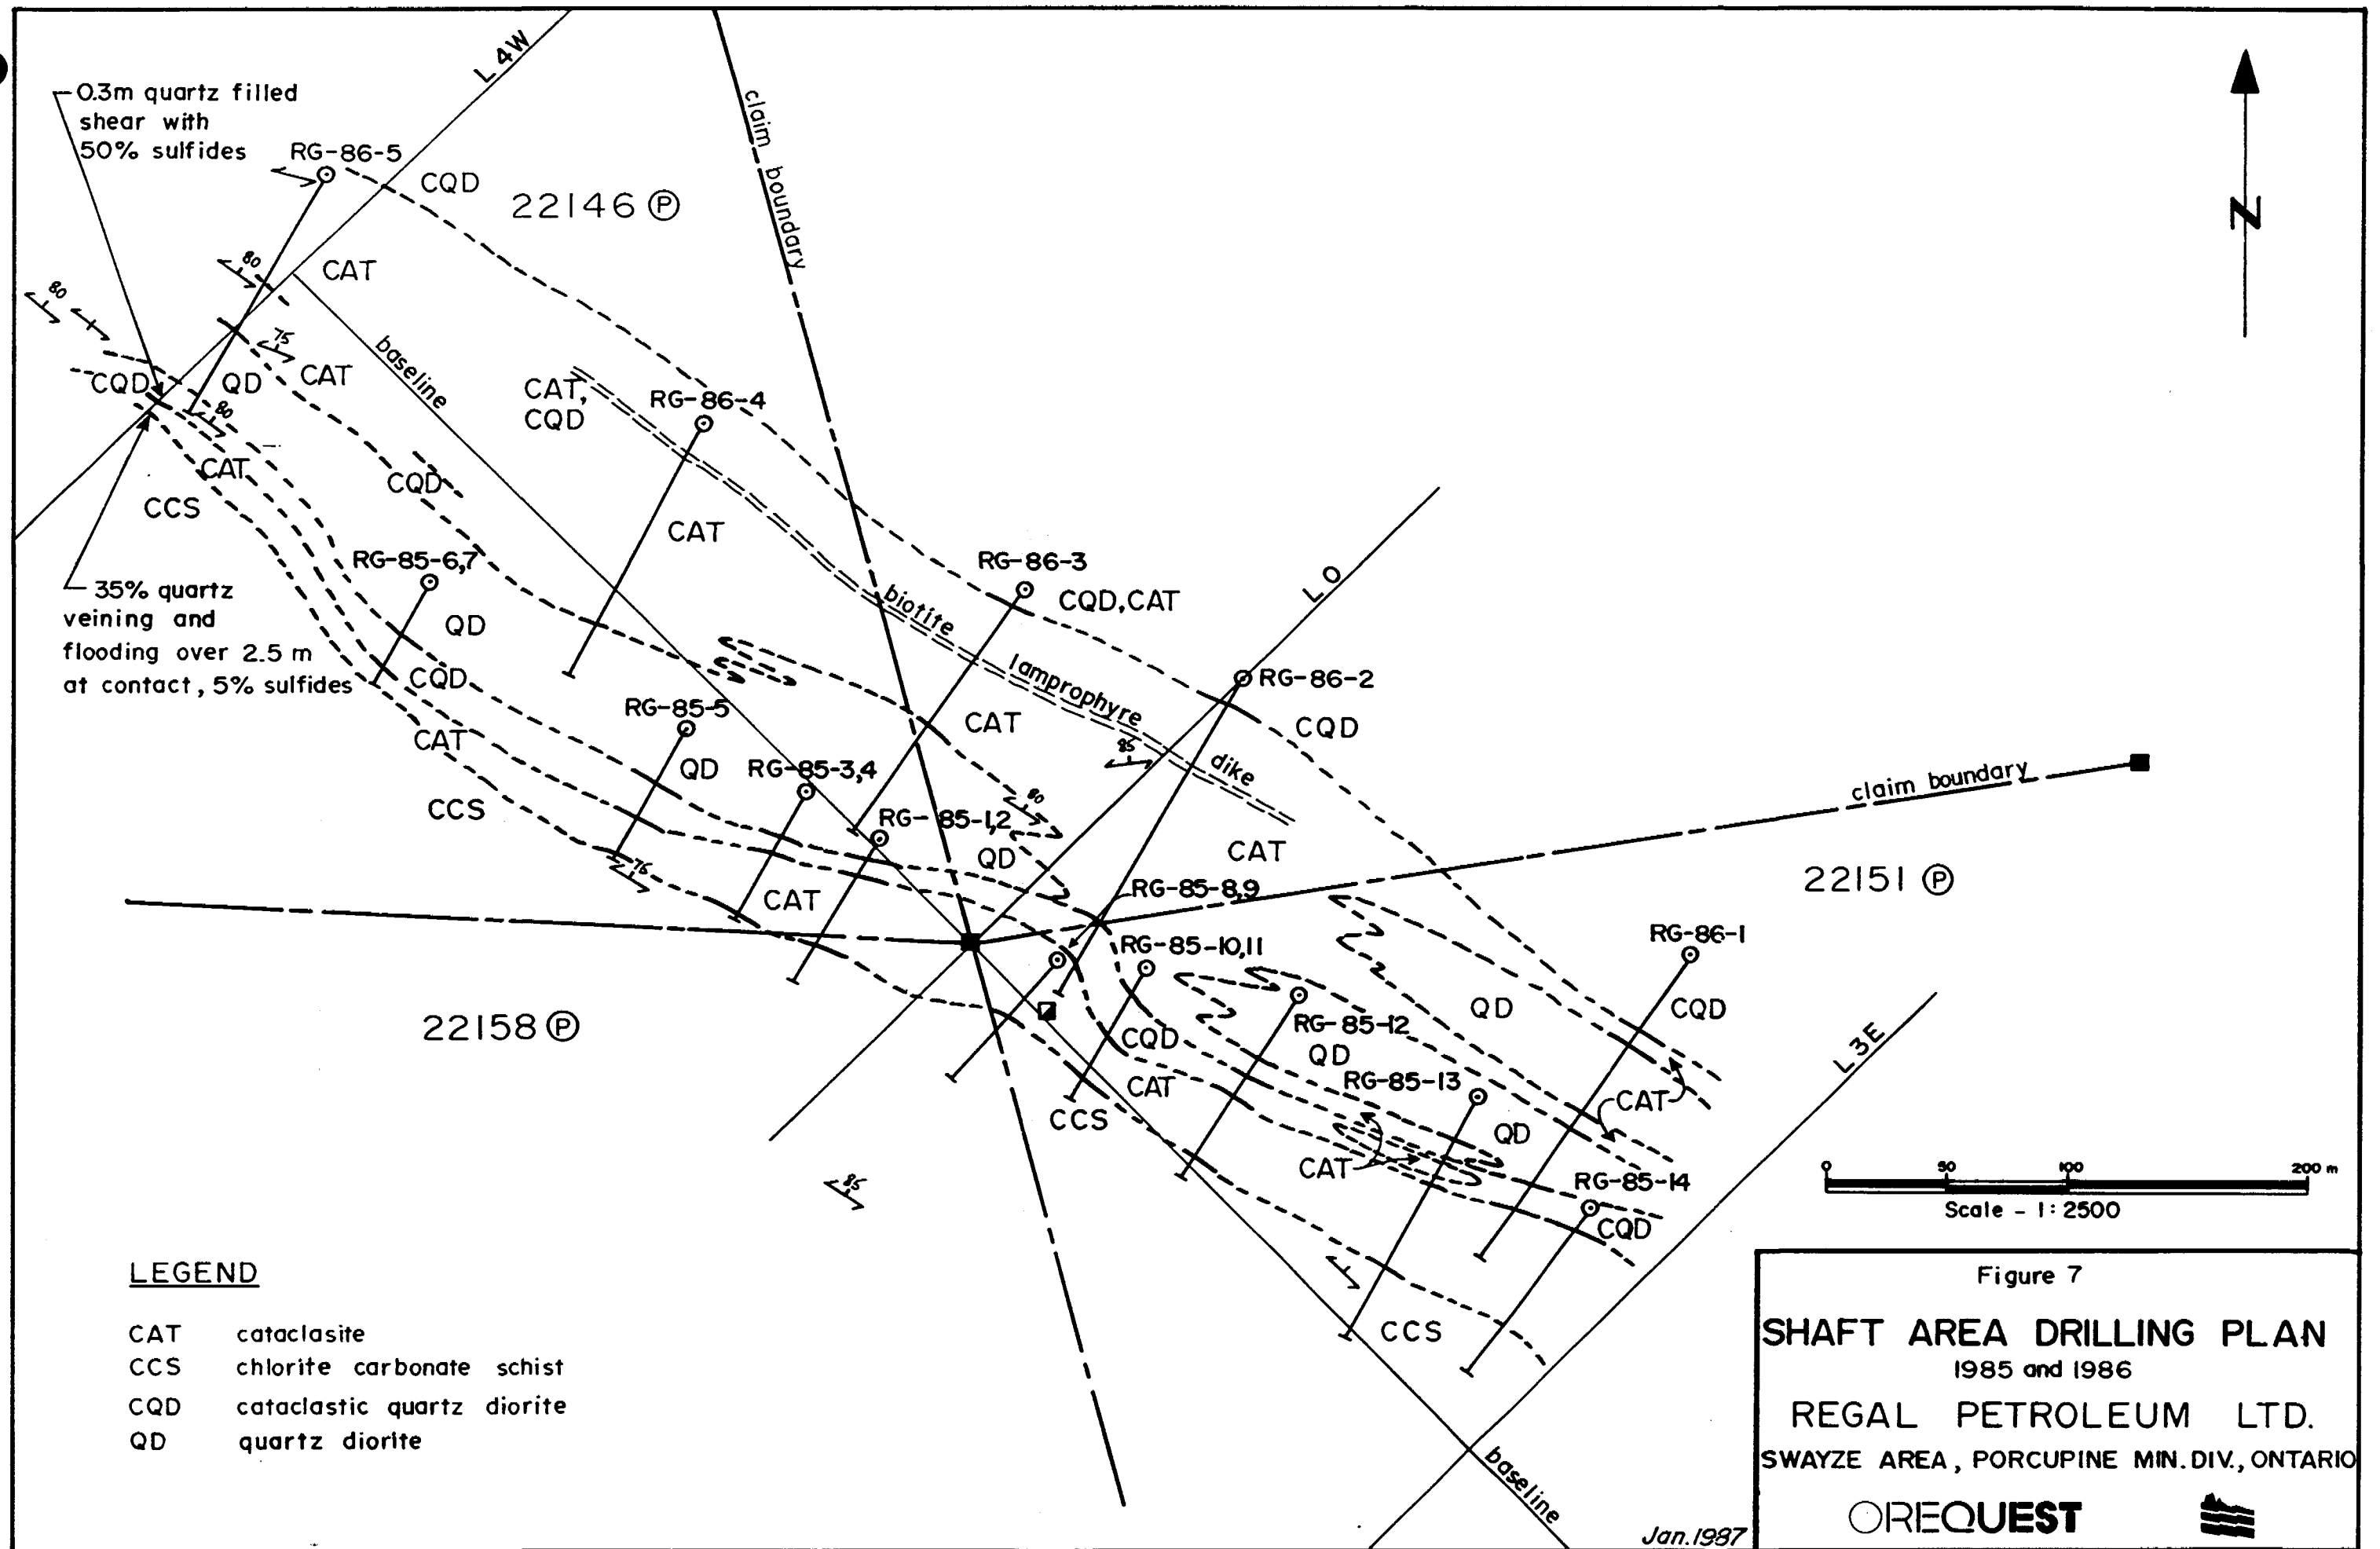 L4W
0.3m quartz filled
shear with
50% sulfides
RG-86-5
CQD
22146 Ⓟ
claim boundary
N
80
CAT
80
75
baseline
CQD
QD
CAT
80
CAT,
CQD
RG-86-4
CAT
CCS
CQD
CAT
RG-85-6,7
RG-86-3
L O
35% quartz
veining and
flooding over 2.5 m
at contact, 5% sulfides
QD
CQD
biotite lamprophyre dike
CQD, CAT
RG-86-2
CQD
RG-85-5
CAT
CAT
QD
RG-85-3,4
85
claim boundary
CCS
80
RG-85-1,2
QD
CAT
75
CAT
RG-85-8,9
22151 Ⓟ
RG-85-10,11
RG-86-1
22158 Ⓟ
CQD
RG-85-12
QD
QD
CQD
L3E
CAT
RG-85-13
CAT
CCS
QD
CAT
85
RG-85-14
CQD
0 50 100 200 m
Scale - 1:2500
CCS
baseline
LEGEND
CAT cataclasite
CCS chlorite carbonate schist
CQD cataclastic quartz diorite
QD quartz diorite
Figure 7
SHAFT AREA DRILLING PLAN
1985 and 1986
REGAL PETROLEUM LTD.
SWAYZE AREA, PORCUPINE MIN. DIV., ONTARIO
OREQUEST
Jan. 1987